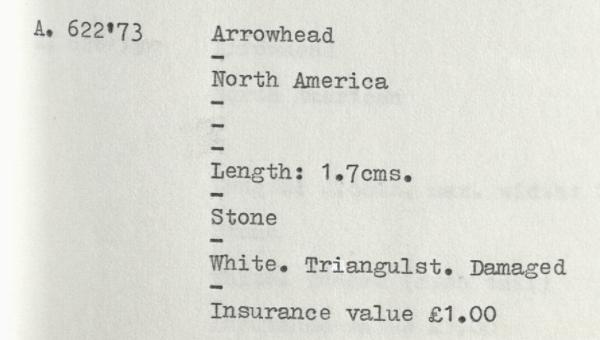 A. 622'73 Arrowhead
-
North America
-
-
-
Length: 1.7cms.
-
Stone
-
White. Triangulst. Damaged
-
Insurance value £1.00